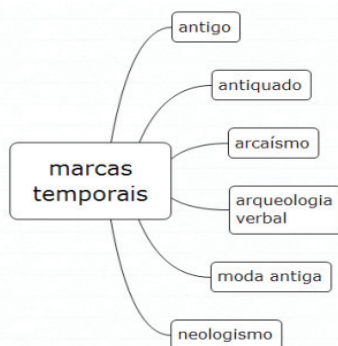 antigo
antiquado
marcas
temporais
arcaísmo
arqueologia
verbal
moda antiga
neologismo